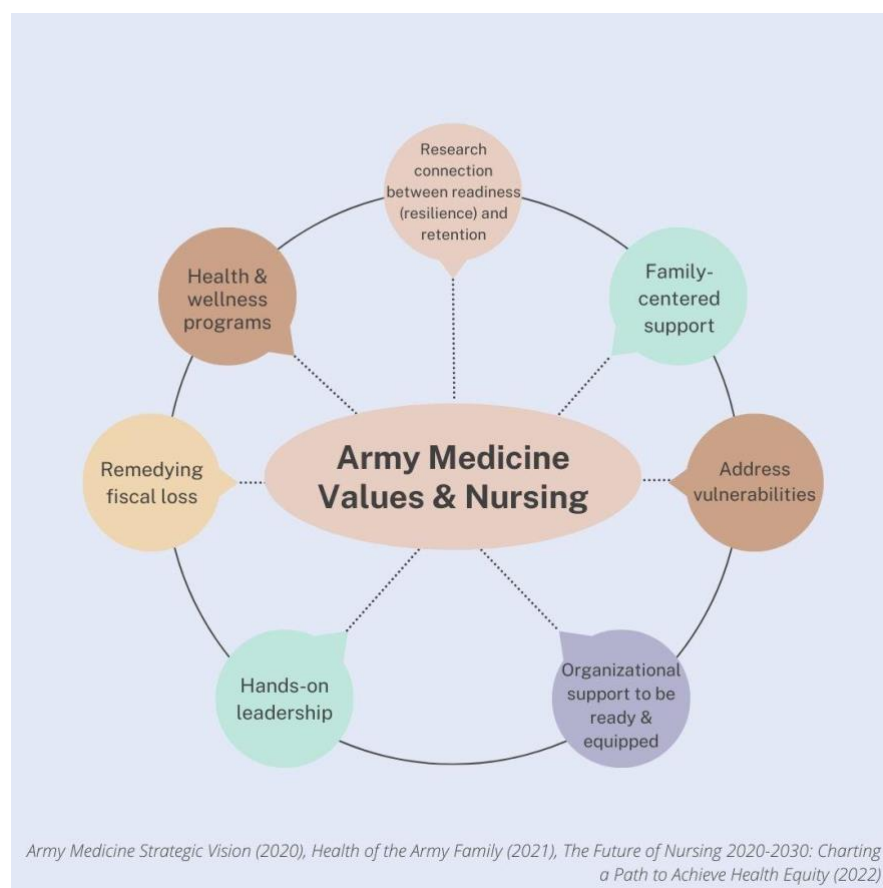 Research
connection
between readiness
(resilience) and
retention
Health &
wellness
programs
Family-
centered
support
Remedying
fiscal loss
Army Medicine
Values & Nursing
Address
vulnerabilities
Hands-on
leadership
Organizational
support to be
ready &
equipped
Army Medicine Strategic Vision (2020), Health of the Army Family (2021), The Future of Nursing 2020-2030: Charting
a Path to Achieve Health Equity (2022)